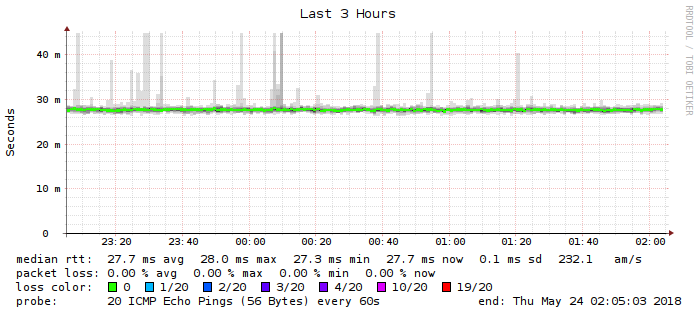 Last 3 Hours
RRDTOOL / TOBI OETIKER
Seconds
40 m
30 m
20 m
10 m
0
23:20 23:40 00:00 00:20 00:40 01:00 01:20 01:40 02:00
median rtt: 27.7 ms avg 28.0 ms max 27.3 ms min 27.7 ms now 0.1 ms sd 232.1 am/s
packet loss: 0.00 % avg 0.00 % max 0.00 % min 0.00 % now
loss color: 0 1/20 2/20 3/20 4/20 10/20 19/20
probe: 20 ICMP Echo Pings (56 Bytes) every 60s end: Thu May 24 02:05:03 2018